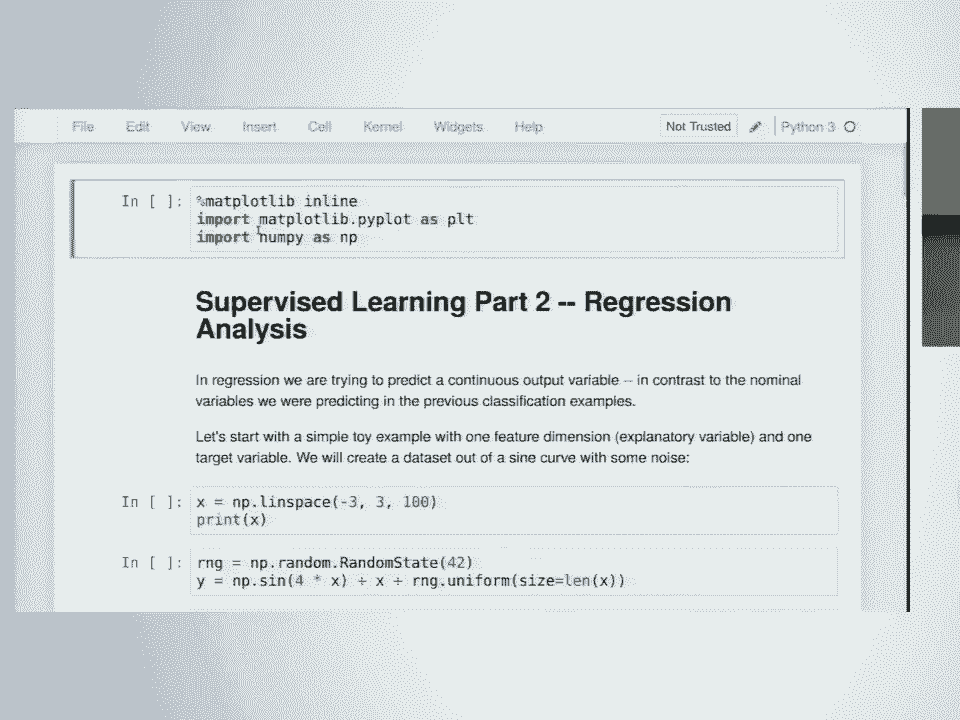 File Edit View Insert Cell Kernel Widgets Help Not Trusted Python 3
In [ ]: %matplotlib inline
import matplotlib.pyplot as plt
import numpy as np
Supervised Learning Part 2 -- Regression
Analysis
In regression we are trying to predict a continuous output variable -- in contrast to the nominal
variables we were predicting in the previous classification examples.
Let's start with a simple toy example with one feature dimension (explanatory variable) and one
target variable. We will create a dataset out of a sine curve with some noise:
In [ ]: x = np.linspace(-3, 3, 100)
print(x)
In [ ]: rng = np.random.RandomState(42)
y = np.sin(4 * x) + x + rng.uniform(size=len(x))